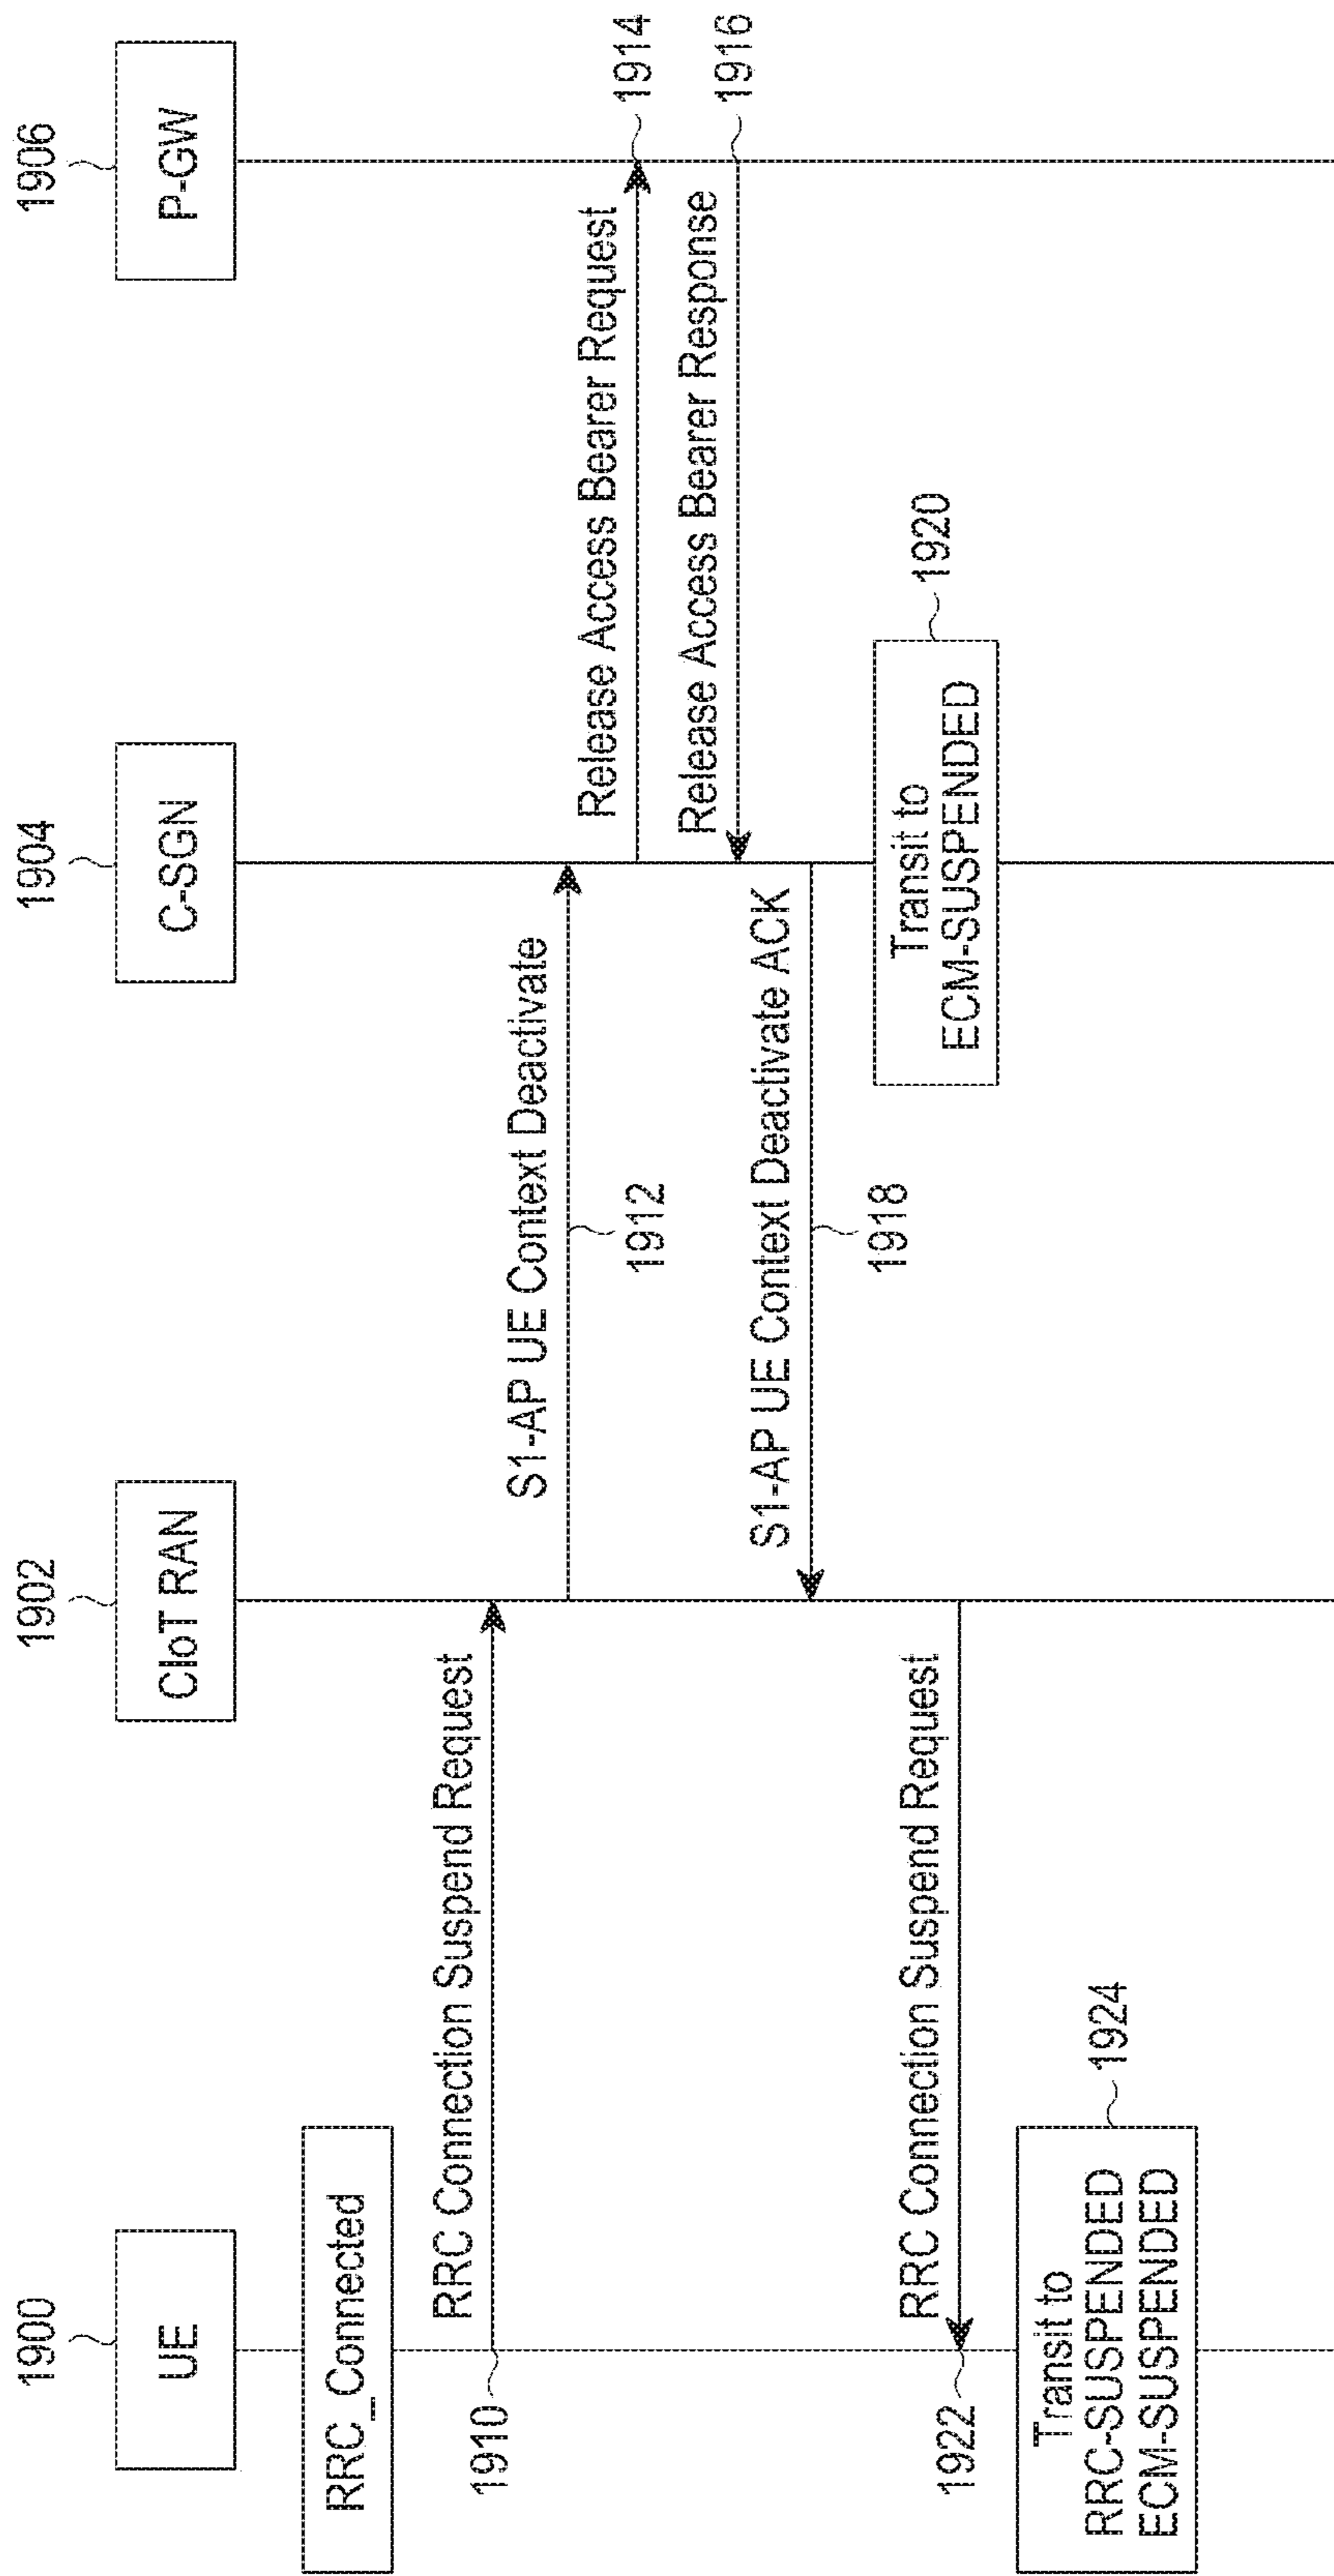 1900
1902
1904
1906
UE
CIoT RAN
C-SGN
P-GW
RRC_Connected
RRC Connection Suspend Request
1910
S1-AP UE Context Deactivate
1912
Release Access Bearer Request
1914
Release Access Bearer Response
1916
S1-AP UE Context Deactivate ACK
1918
Transit to
ECM-SUSPENDED
1920
RRC Connection Suspend Request
1922
Transit to
RRC-SUSPENDED
ECM-SUSPENDED
1924